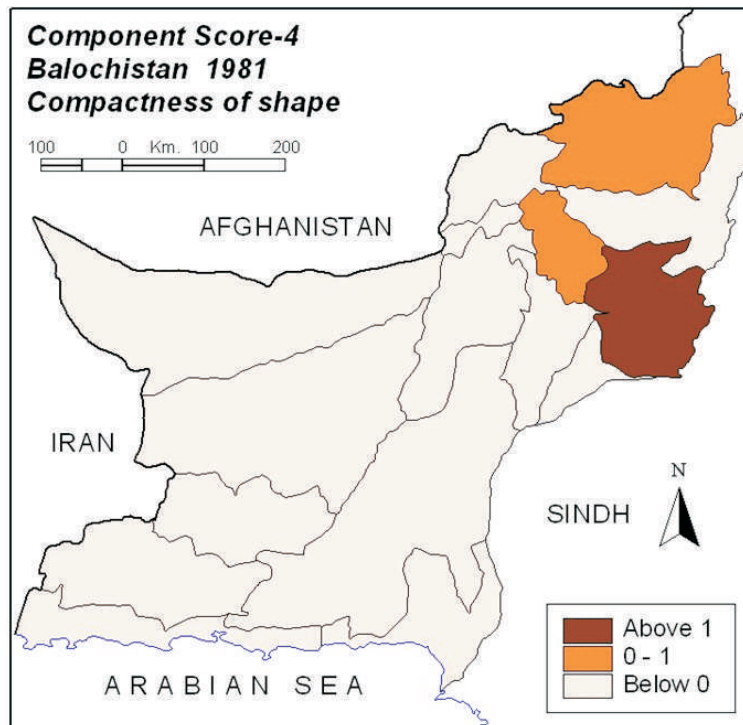 Component Score-4
Balochistan 1981
Compactness of shape
100 0 Km. 100 200
AFGHANISTAN
IRAN
N
SINDH
Above 1
0 - 1
Below 0
ARABIAN SEA